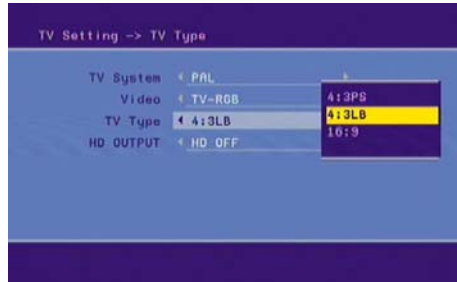 TV Setting -> TV Type
TV System PAL
Video TV-RGB
TV Type 4:3LB
HD OUTPUT HD OFF
4:3PS
4:3LB
16:9